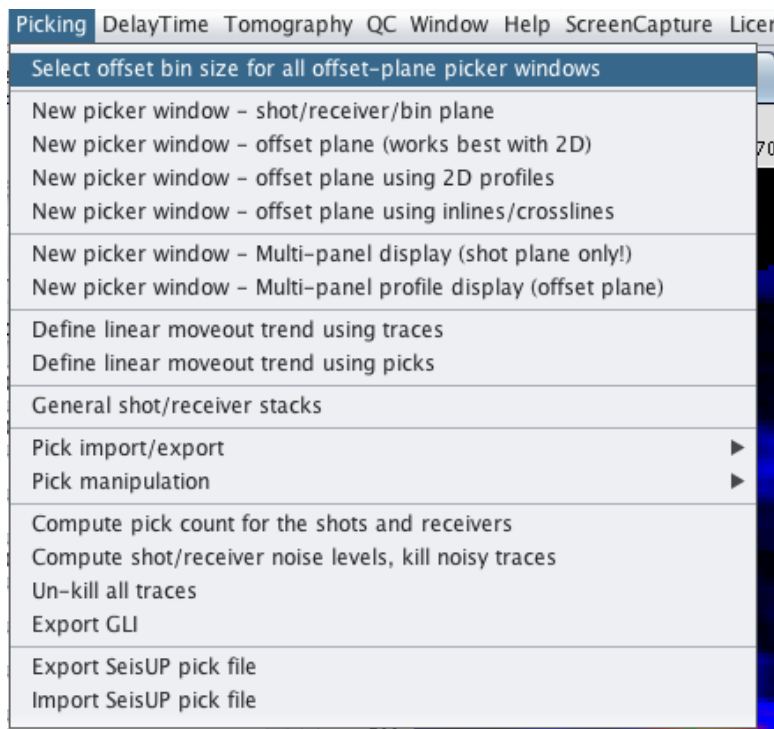 Picking DelayTime Tomography QC Window Help ScreenCapture Licen
Select offset bin size for all offset-plane picker windows
New picker window – shot/receiver/bin plane
New picker window – offset plane (works best with 2D)
New picker window – offset plane using 2D profiles
New picker window – offset plane using inlines/crosslines
New picker window – Multi-panel display (shot plane only!)
New picker window – Multi-panel profile display (offset plane)
Define linear moveout trend using traces
Define linear moveout trend using picks
General shot/receiver stacks
Pick import/export
Pick manipulation
Compute pick count for the shots and receivers
Compute shot/receiver noise levels, kill noisy traces
Un-kill all traces
Export GLI
Export SeisUP pick file
Import SeisUP pick file